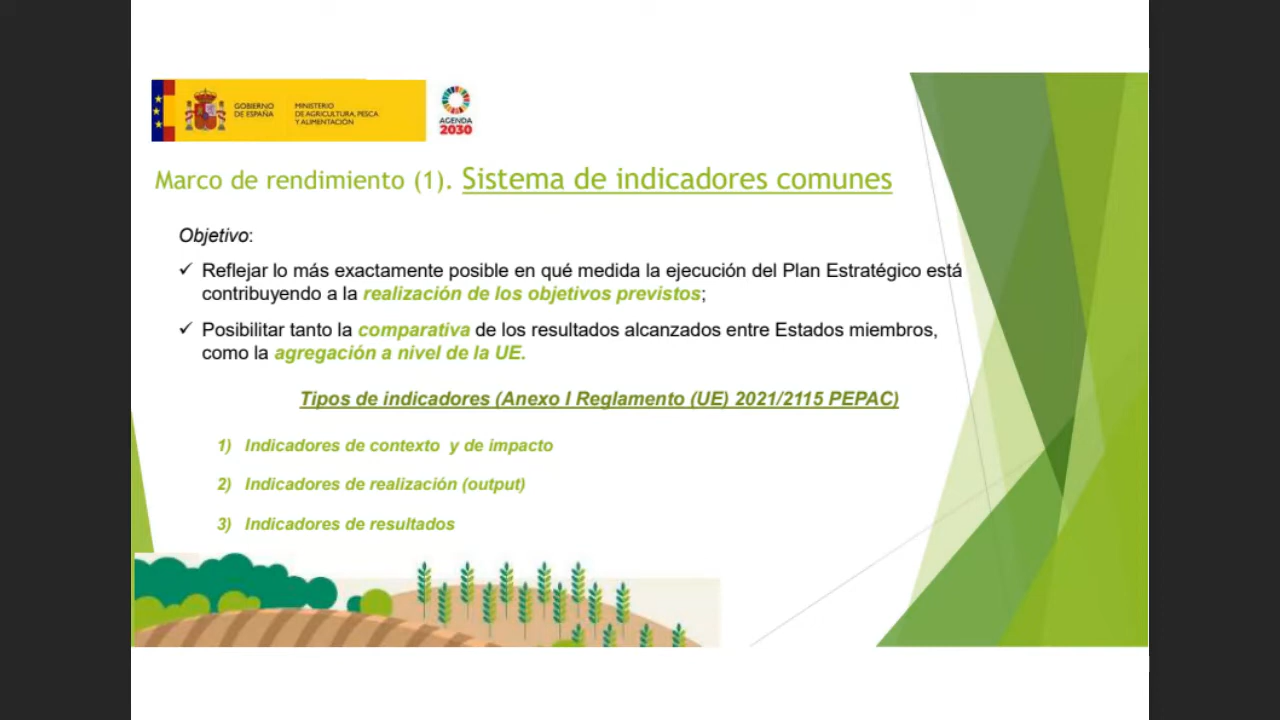 GOBIERNO
DE ESPAÑA
MINISTERIO
DE AGRICULTURA, PESCA
Y ALIMENTACIÓN
AGENDA
2030
Marco de rendimiento (1). Sistema de indicadores comunes
Objetivo:
✓ Reflejar lo más exactamente posible en qué medida la ejecución del Plan Estratégico está
contribuyendo a la realización de los objetivos previstos;
✓ Posibilitar tanto la comparativa de los resultados alcanzados entre Estados miembros,
como la agregación a nivel de la UE.
Tipos de indicadores (Anexo I Reglamento (UE) 2021/2115 PEPAC)
1) Indicadores de contexto y de impacto
2) Indicadores de realización (output)
3) Indicadores de resultados